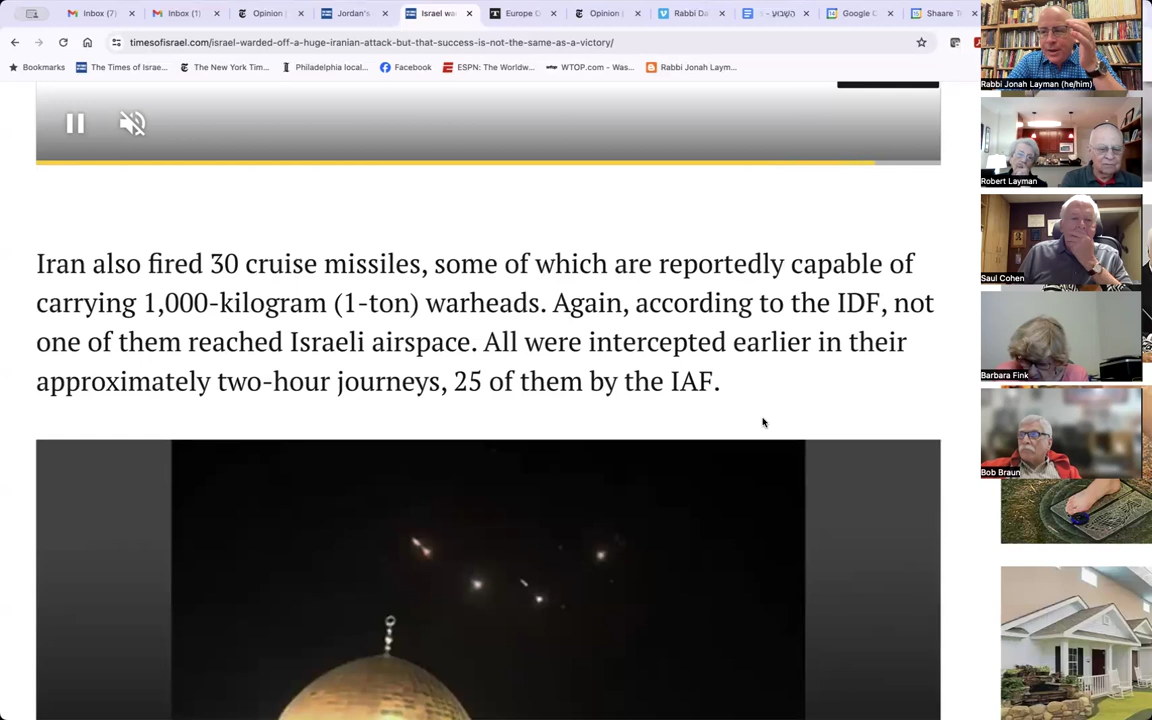 Inbox (7)
Inbox (1)
Opinion
Jordan's
Israel wa
Europe
Opinion
Rabbi Da
השבוע -
Google C
Shaare T
timesofisrael.com/israel-warded-off-a-huge-iranian-attack-but-that-success-is-not-the-same-as-a-victory/
Bookmarks
The Times of Israe...
The New York Tim...
Philadelphia local...
Facebook
ESPN: The Worldw...
WTOP.com - Was...
Rabbi Jonah Laym...
Rabbi Jonah Layman (he/him)
Robert Layman
Saul Cohen
Barbara Fink
Bob Braun
Iran also fired 30 cruise missiles, some of which are reportedly capable of
carrying 1,000-kilogram (1-ton) warheads. Again, according to the IDF, not
one of them reached Israeli airspace. All were intercepted earlier in their
approximately two-hour journeys, 25 of them by the IAF.